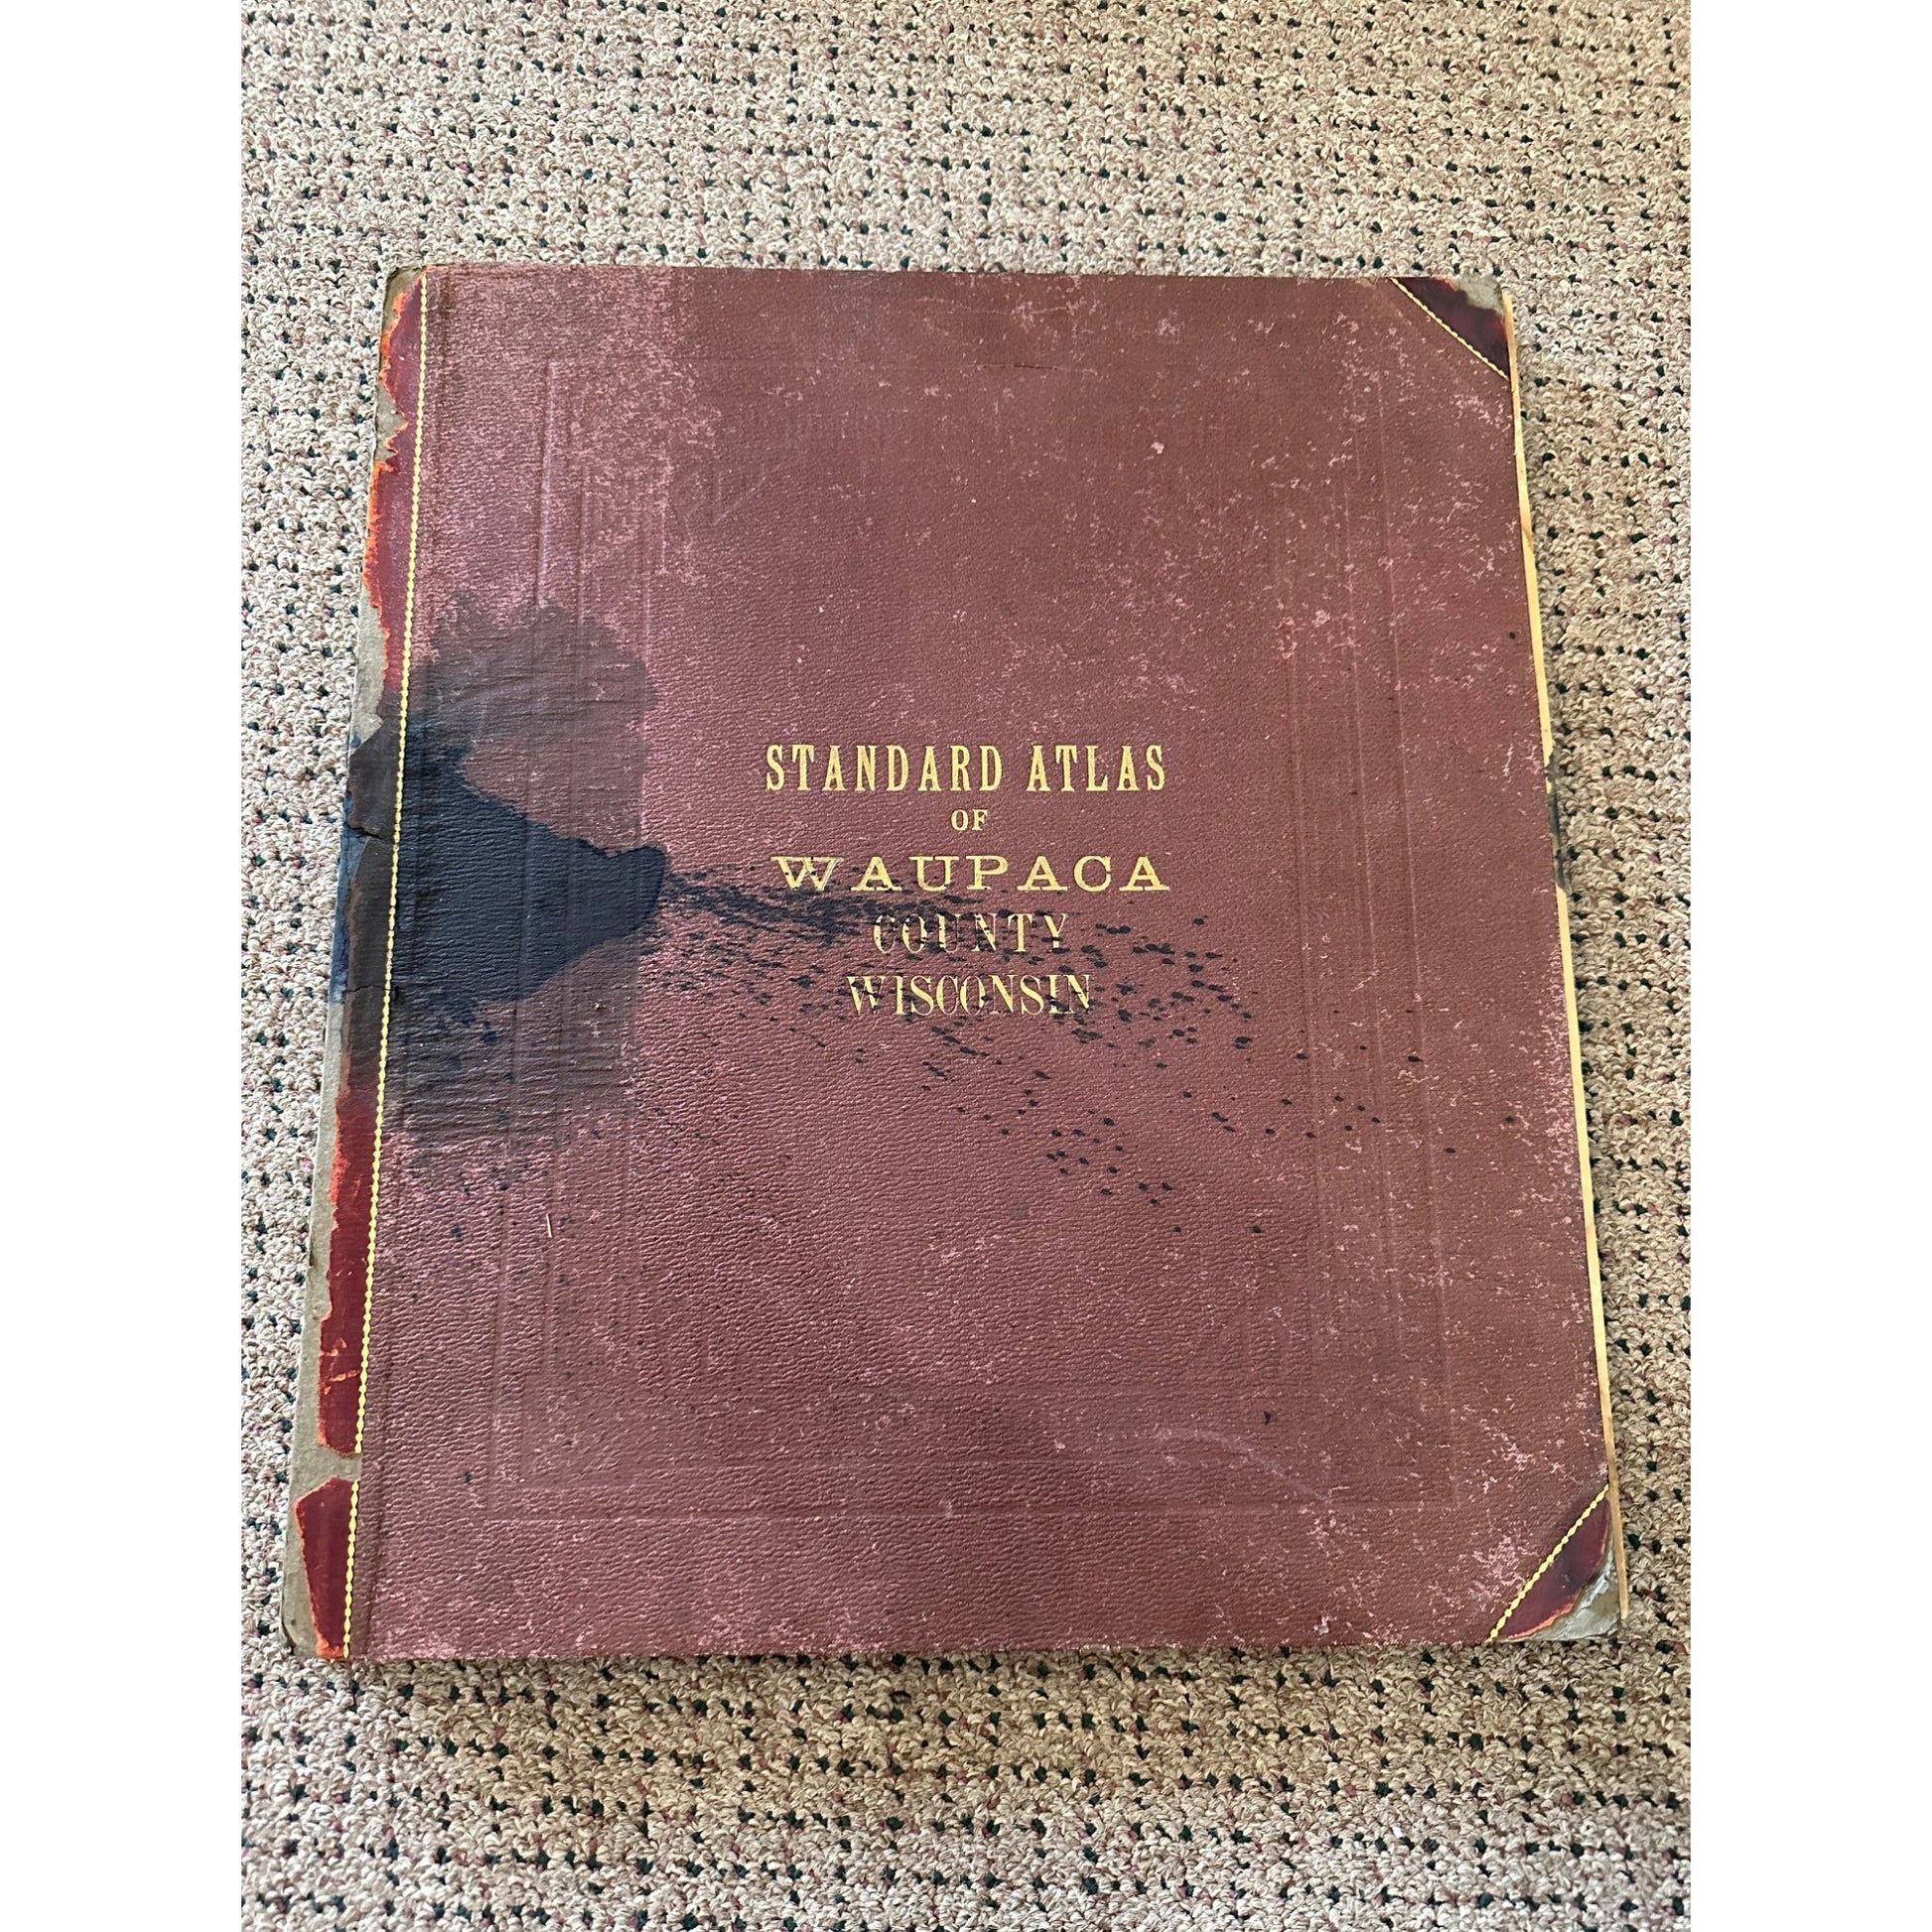 STANDARD ATLAS
OF
WAUPACA
COUNTY
WISCONSIN